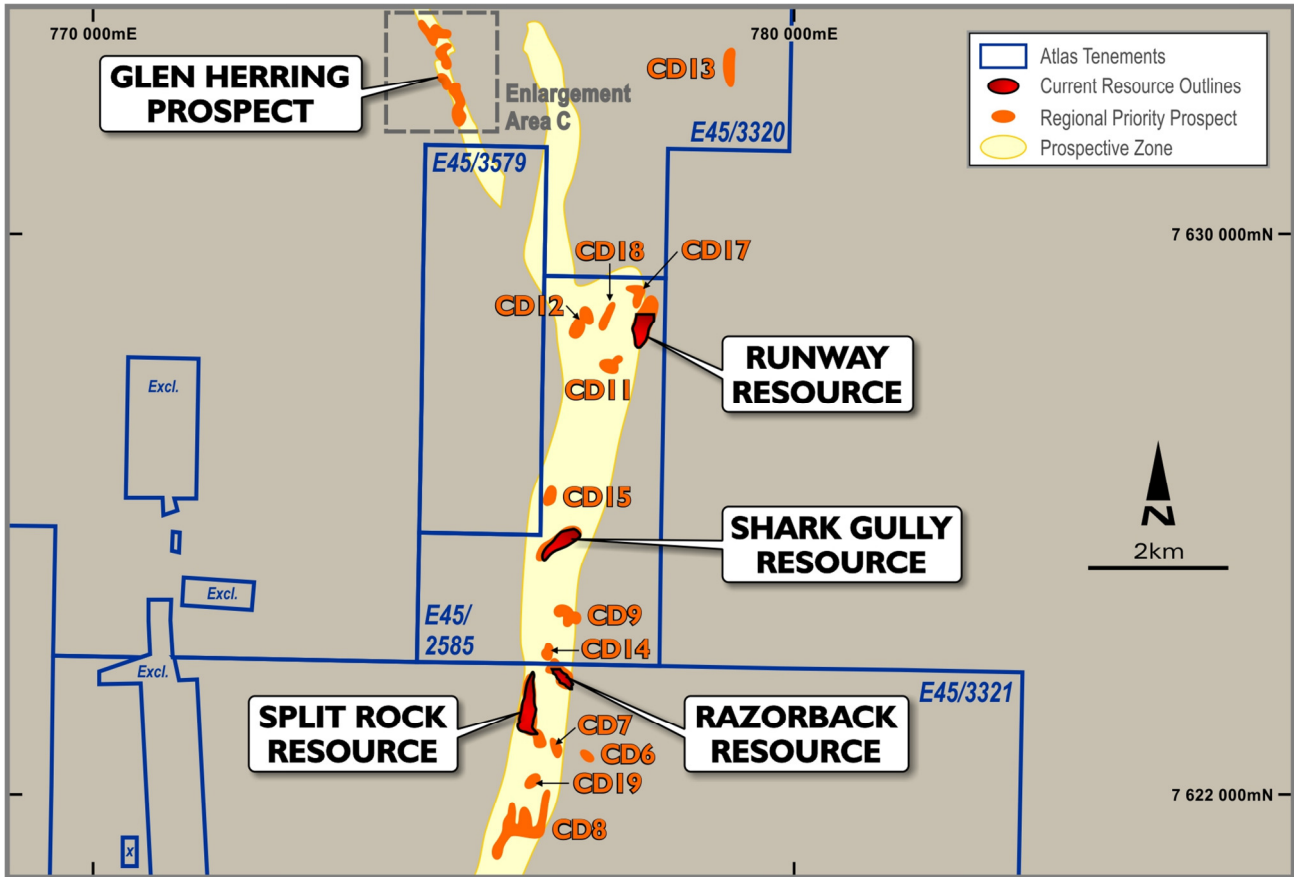 770 000mE
780 000mE
GLEN HERRING
PROSPECT
Enlargement
Area C
CD13
E45/3320
E45/3579
Atlas Tenements
Current Resource Outlines
Regional Priority Prospect
Prospective Zone
7 630 000mN
CD18
CD17
CD12
RUNWAY
RESOURCE
CD11
Excl.
CD15
SHARK GULLY
RESOURCE
N
2km
Excl.
CD9
E45/
2585
CD14
Excl.
E45/3321
SPLIT ROCK
RESOURCE
RAZORBACK
RESOURCE
CD7
CD6
CD19
7 622 000mN
CD8
x